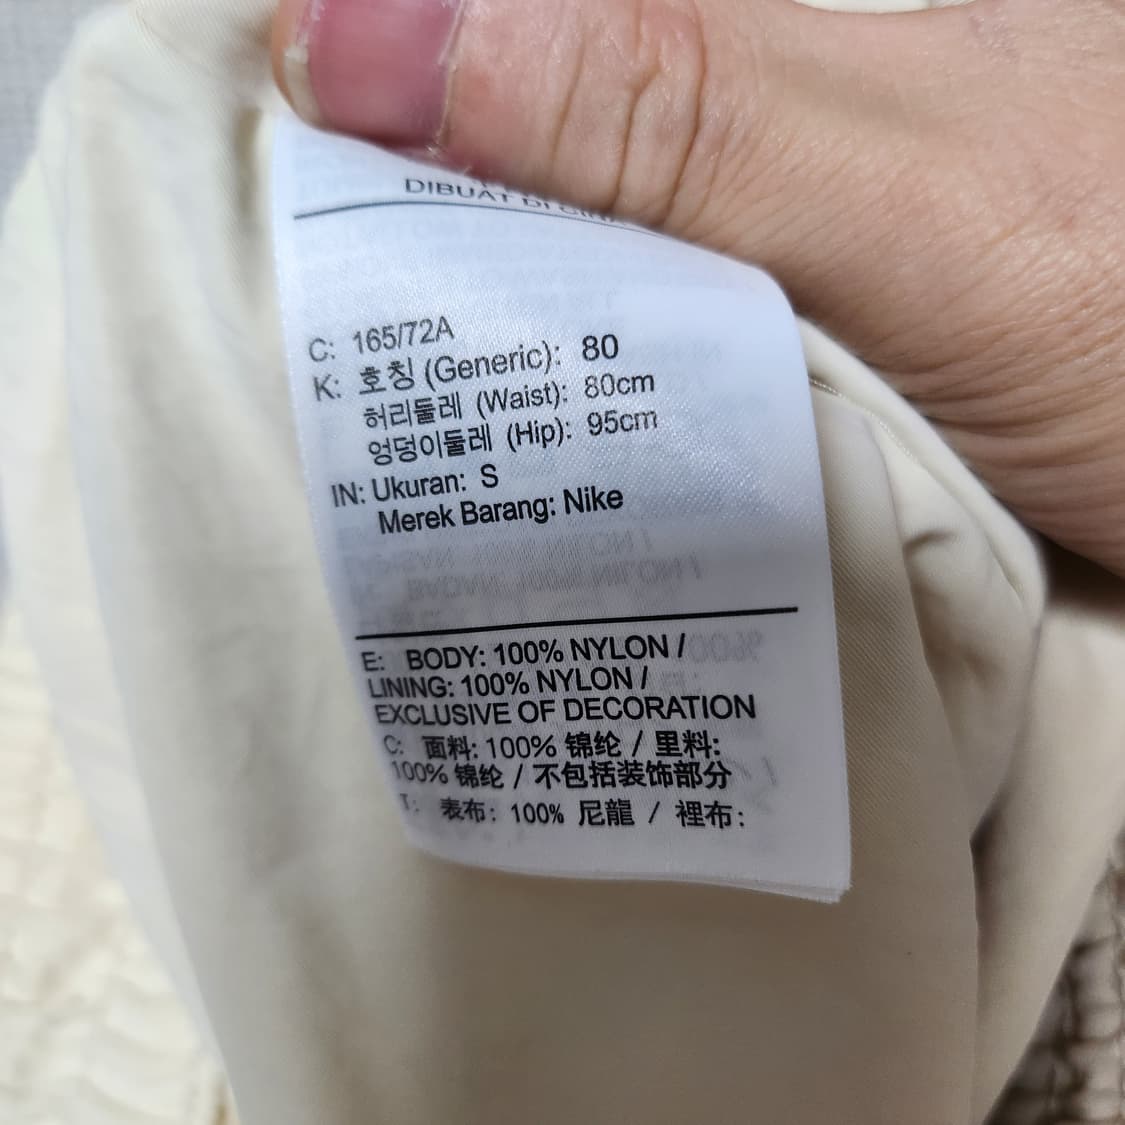 DIBUAT DI CINA
C: 165/72A
K: 호칭 (Generic): 80
허리둘레 (Waist): 80cm
엉덩이둘레 (Hip): 95cm
IN: Ukuran: S
Merek Barang: Nike
E: BODY: 100% NYLON /
LINING: 100% NYLON /
EXCLUSIVE OF DECORATION
C: 面料: 100% 锦纶 / 里料:
100% 锦纶 / 不包括装饰部分
T: 表布: 100% 尼龍 / 裡布: